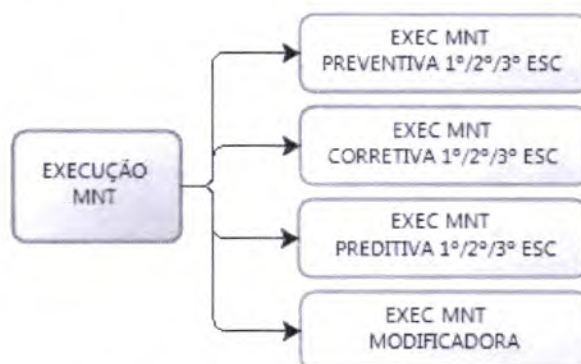 EXECUÇÃO
MNT
EXEC MNT
PREVENTIVA 1º/2º/3º ESC
EXEC MNT
CORRETIVA 1º/2º/3º ESC
EXEC MNT
PREDITIVA 1º/2º/3º ESC
EXEC MNT
MODIFICADORA